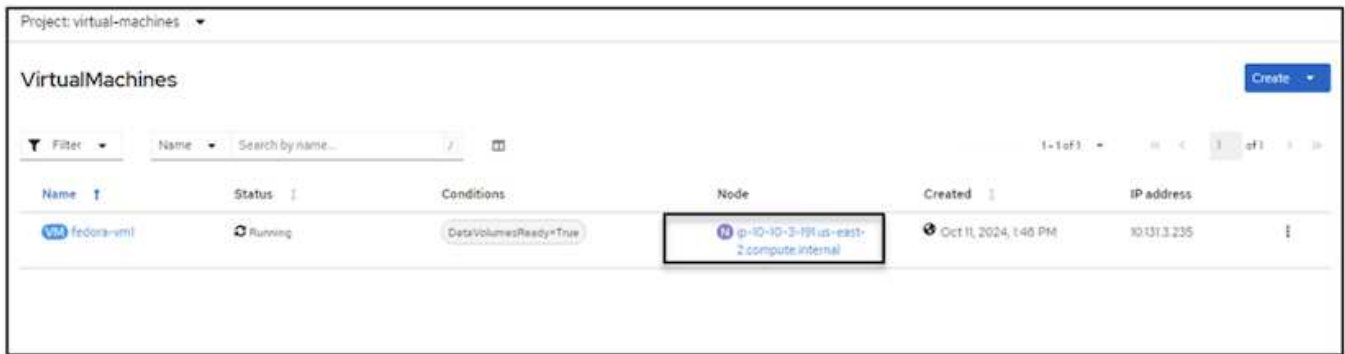 Project: virtual-machines
VirtualMachines
Create
Filter Name Search by name... / 1-1 of 1 1 of 1
Name Status Conditions Node Created IP address
VM fedora-vm1 Running DataVolumesReady=True N ip-10-10-3-191.us-east- Oct 11, 2024, 1:46 PM 10.131.3.235
2.compute.internal